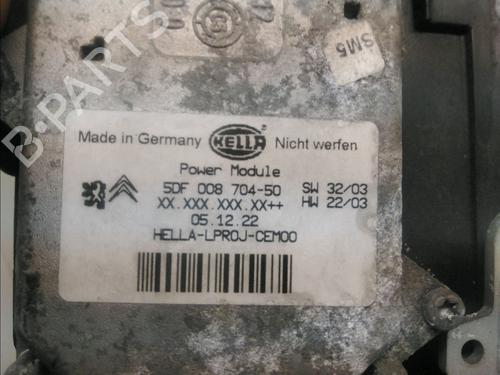 B-PARTS
SM5
Made in Germany HELLA Nicht werfen
Power Module
5DF 008 704-50 SW 32/03
XX.XXX.XXX.XX++ HW 22/03
05.12.22
HELLA-LPROJ-CEM00